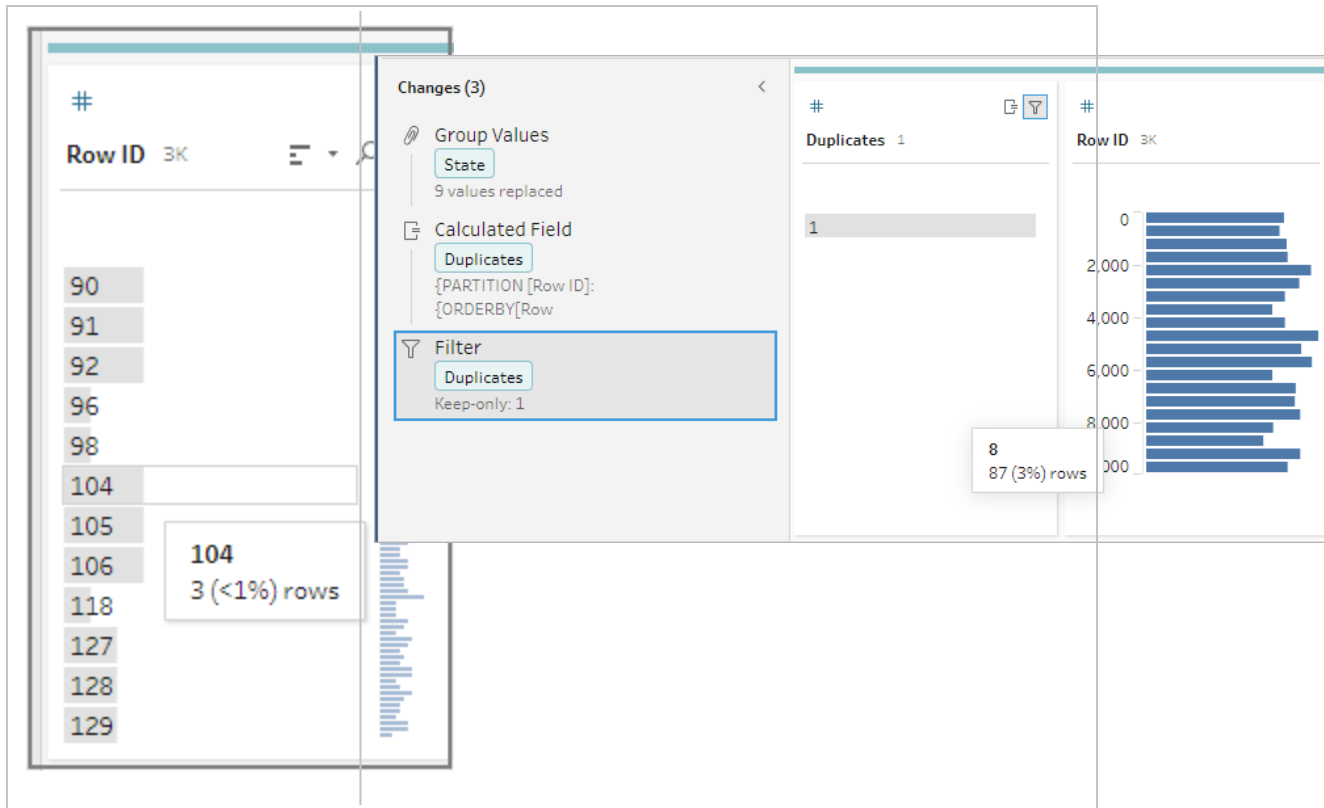 #
Row ID 3K
90
91
92
96
98
104
105
106
118
127
128
129
104
3 (<1%) rows
Changes (3)
Group Values
State
9 values replaced
Calculated Field
Duplicates
{PARTITION [Row ID]:
{ORDERBY[Row
Filter
Duplicates
Keep-only: 1
#
Duplicates 1
1
8
87 (3%) rows
#
Row ID 3K
0
2,000
4,000
6,000
8,000
000